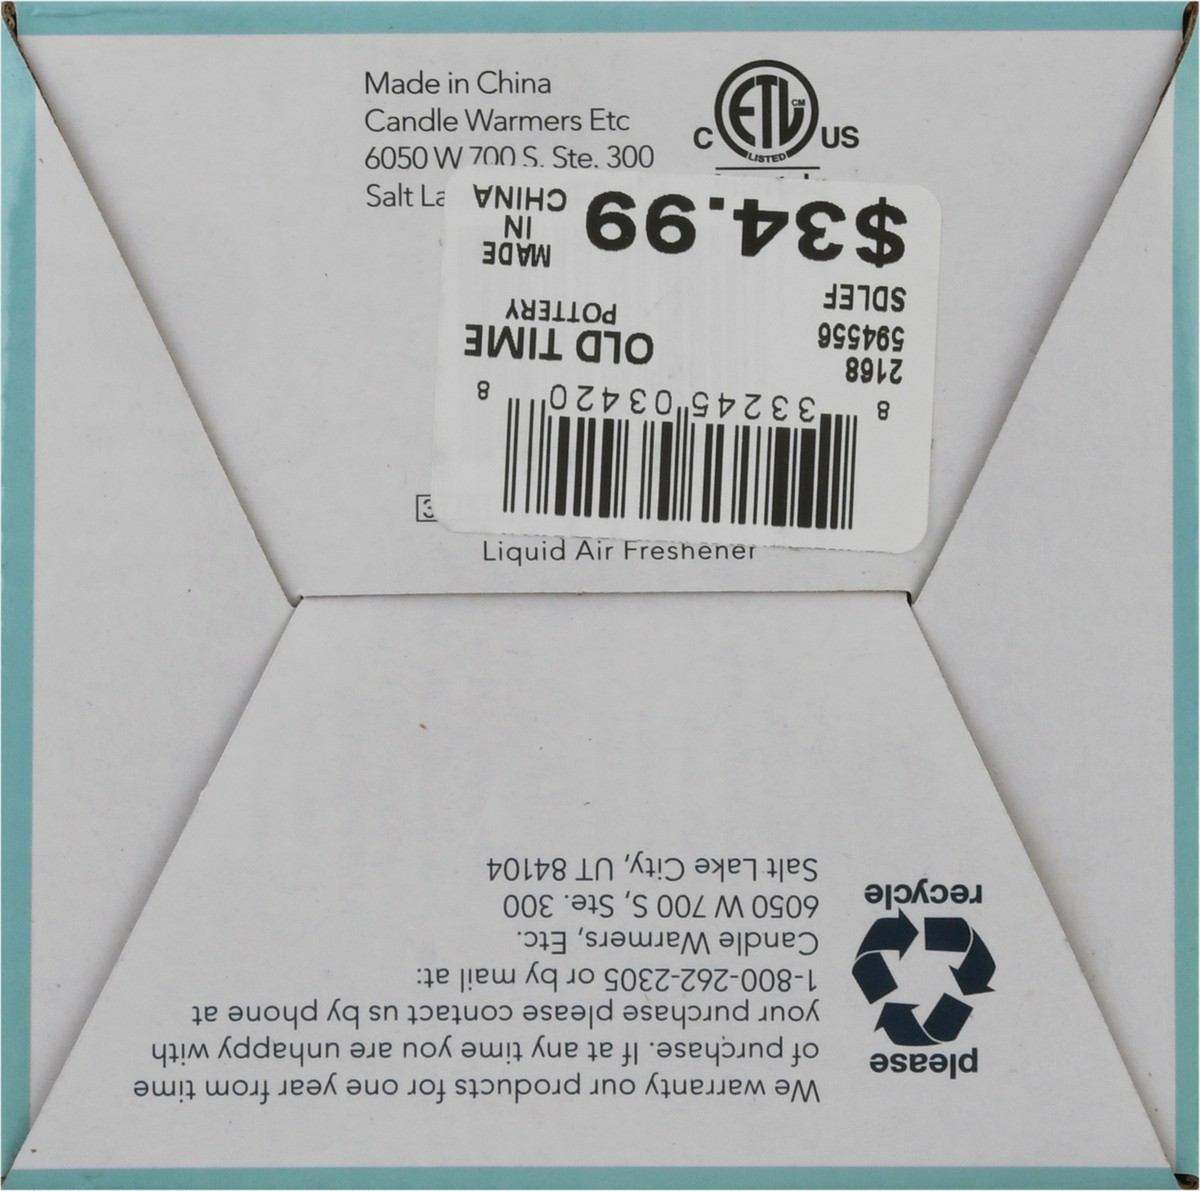 Made in China
Candle Warmers Etc
6050 W 700 S. Ste. 300
Salt La
C ETL CM US
LISTED
$34.99
MADE
IN
CHINA
SDLEF
594556
2168
OLD TIME
POTTERY
8 33245 03420 8
Liquid Air Freshener
We warranty our products for one year from time
of purchase. If at any time you are unhappy with
your purchase please contact us by phone at
1-800-262-2305 or by mail at:
Candle Warmers, Etc.
6050 W 700 S, Ste. 300
Salt Lake City, UT 84104
please
recycle